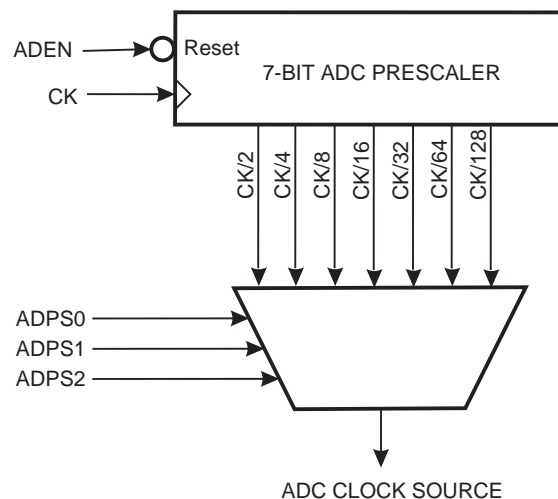 ADEN
Reset
7-BIT ADC PRESCALER
CK
CK/2
CK/4
CK/8
CK/16
CK/32
CK/64
CK/128
ADPS0
ADPS1
ADPS2
ADC CLOCK SOURCE